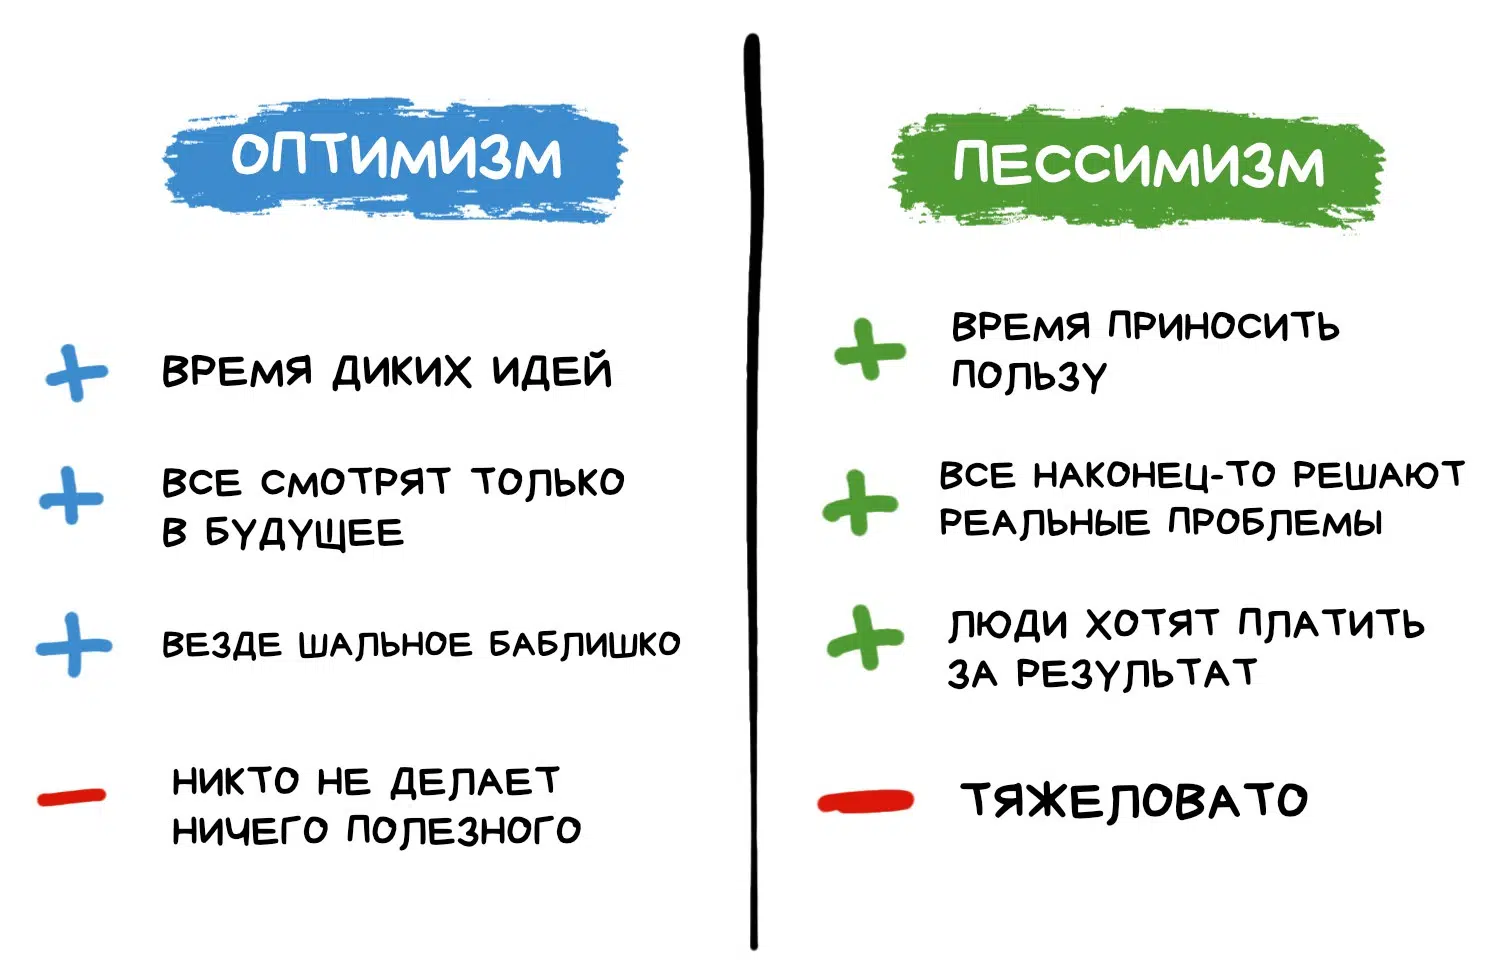 ОПТИМИЗМ
ВРЕМЯ ДИКИХ ИДЕЙ
ВСЕ СМОТРЯТ ТОЛЬКО
В БУДУЩЕЕ
ВЕЗДЕ ШАЛЬНОЕ БАБЛИШКО
НИКТО НЕ ДЕЛАЕТ
НИЧЕГО ПОЛЕЗНОГО
ПЕССИМИЗМ
ВРЕМЯ ПРИНОСИТЬ
ПОЛЬЗУ
ВСЕ НАКОНЕЦ-ТО РЕШАЮТ
РЕАЛЬНЫЕ ПРОБЛЕМЫ
ЛЮДИ ХОТЯТ ПЛАТИТЬ
ЗА РЕЗУЛЬТАТ
ТЯЖЕЛОВАТО